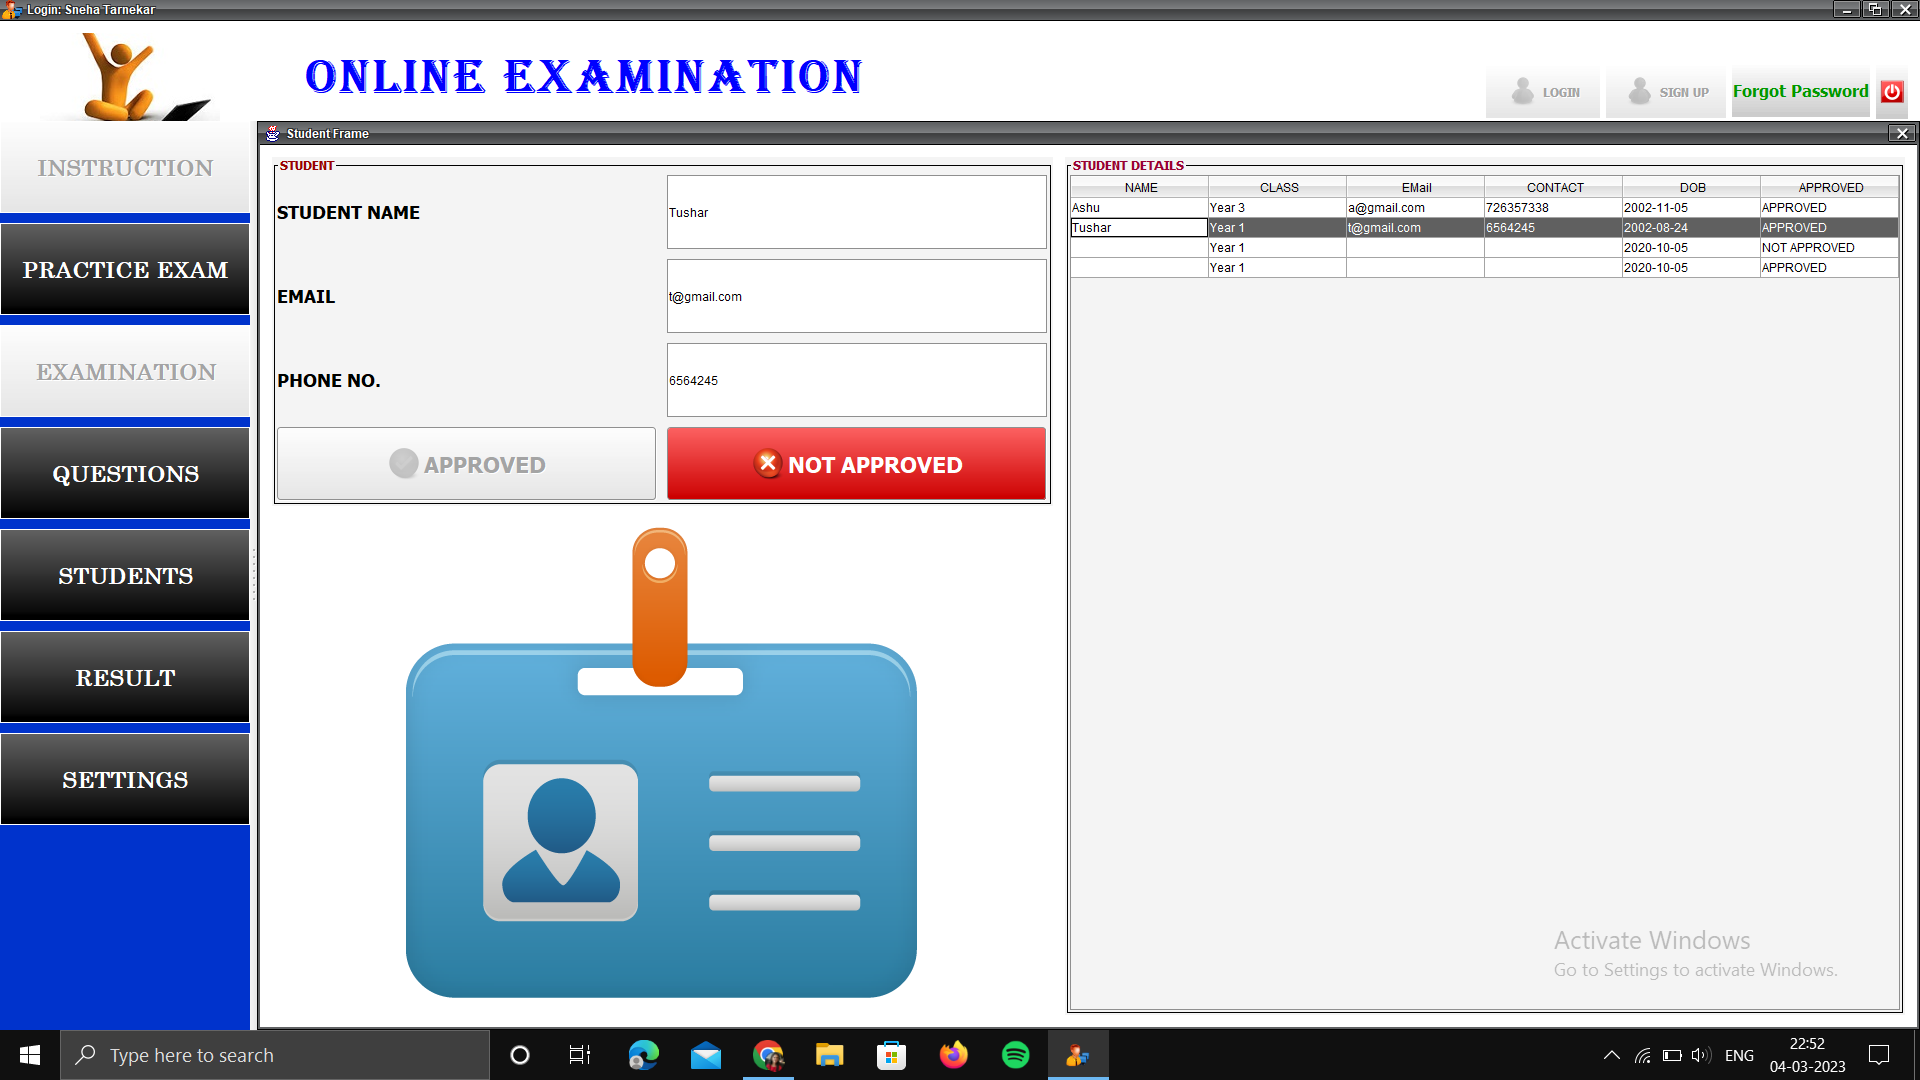 Login: Sneha Tarnekar
ONLINE EXAMINATION
LOGIN
SIGN UP
Forgot Password
INSTRUCTION
PRACTICE EXAM
EXAMINATION
QUESTIONS
STUDENTS
RESULT
SETTINGS
Student Frame
STUDENT
STUDENT NAME Tushar
EMAIL t@gmail.com
PHONE NO. 6564245
APPROVED NOT APPROVED
STUDENT DETAILS
NAME CLASS EMail CONTACT DOB APPROVED
Ashu Year 3 a@gmail.com 726357338 2002-11-05 APPROVED
Tushar Year 1 t@gmail.com 6564245 2002-08-24 APPROVED
Year 1 2020-10-05 NOT APPROVED
Year 1 2020-10-05 APPROVED
Activate Windows
Go to Settings to activate Windows.
Type here to search
ENG
22:52
04-03-2023